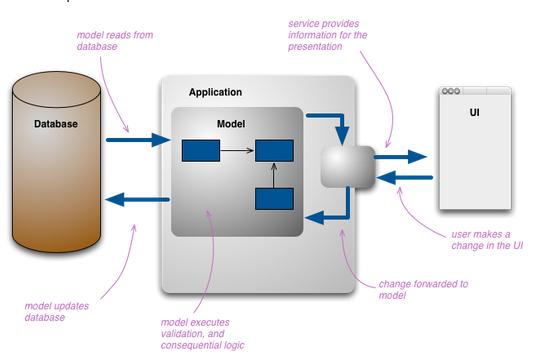 service provides
information for the
presentation
model reads from
database
Application
Database
Model
UI
user makes a
change in the UI
change forwarded to
model
model updates
database
model executes
validation, and
consequential logic